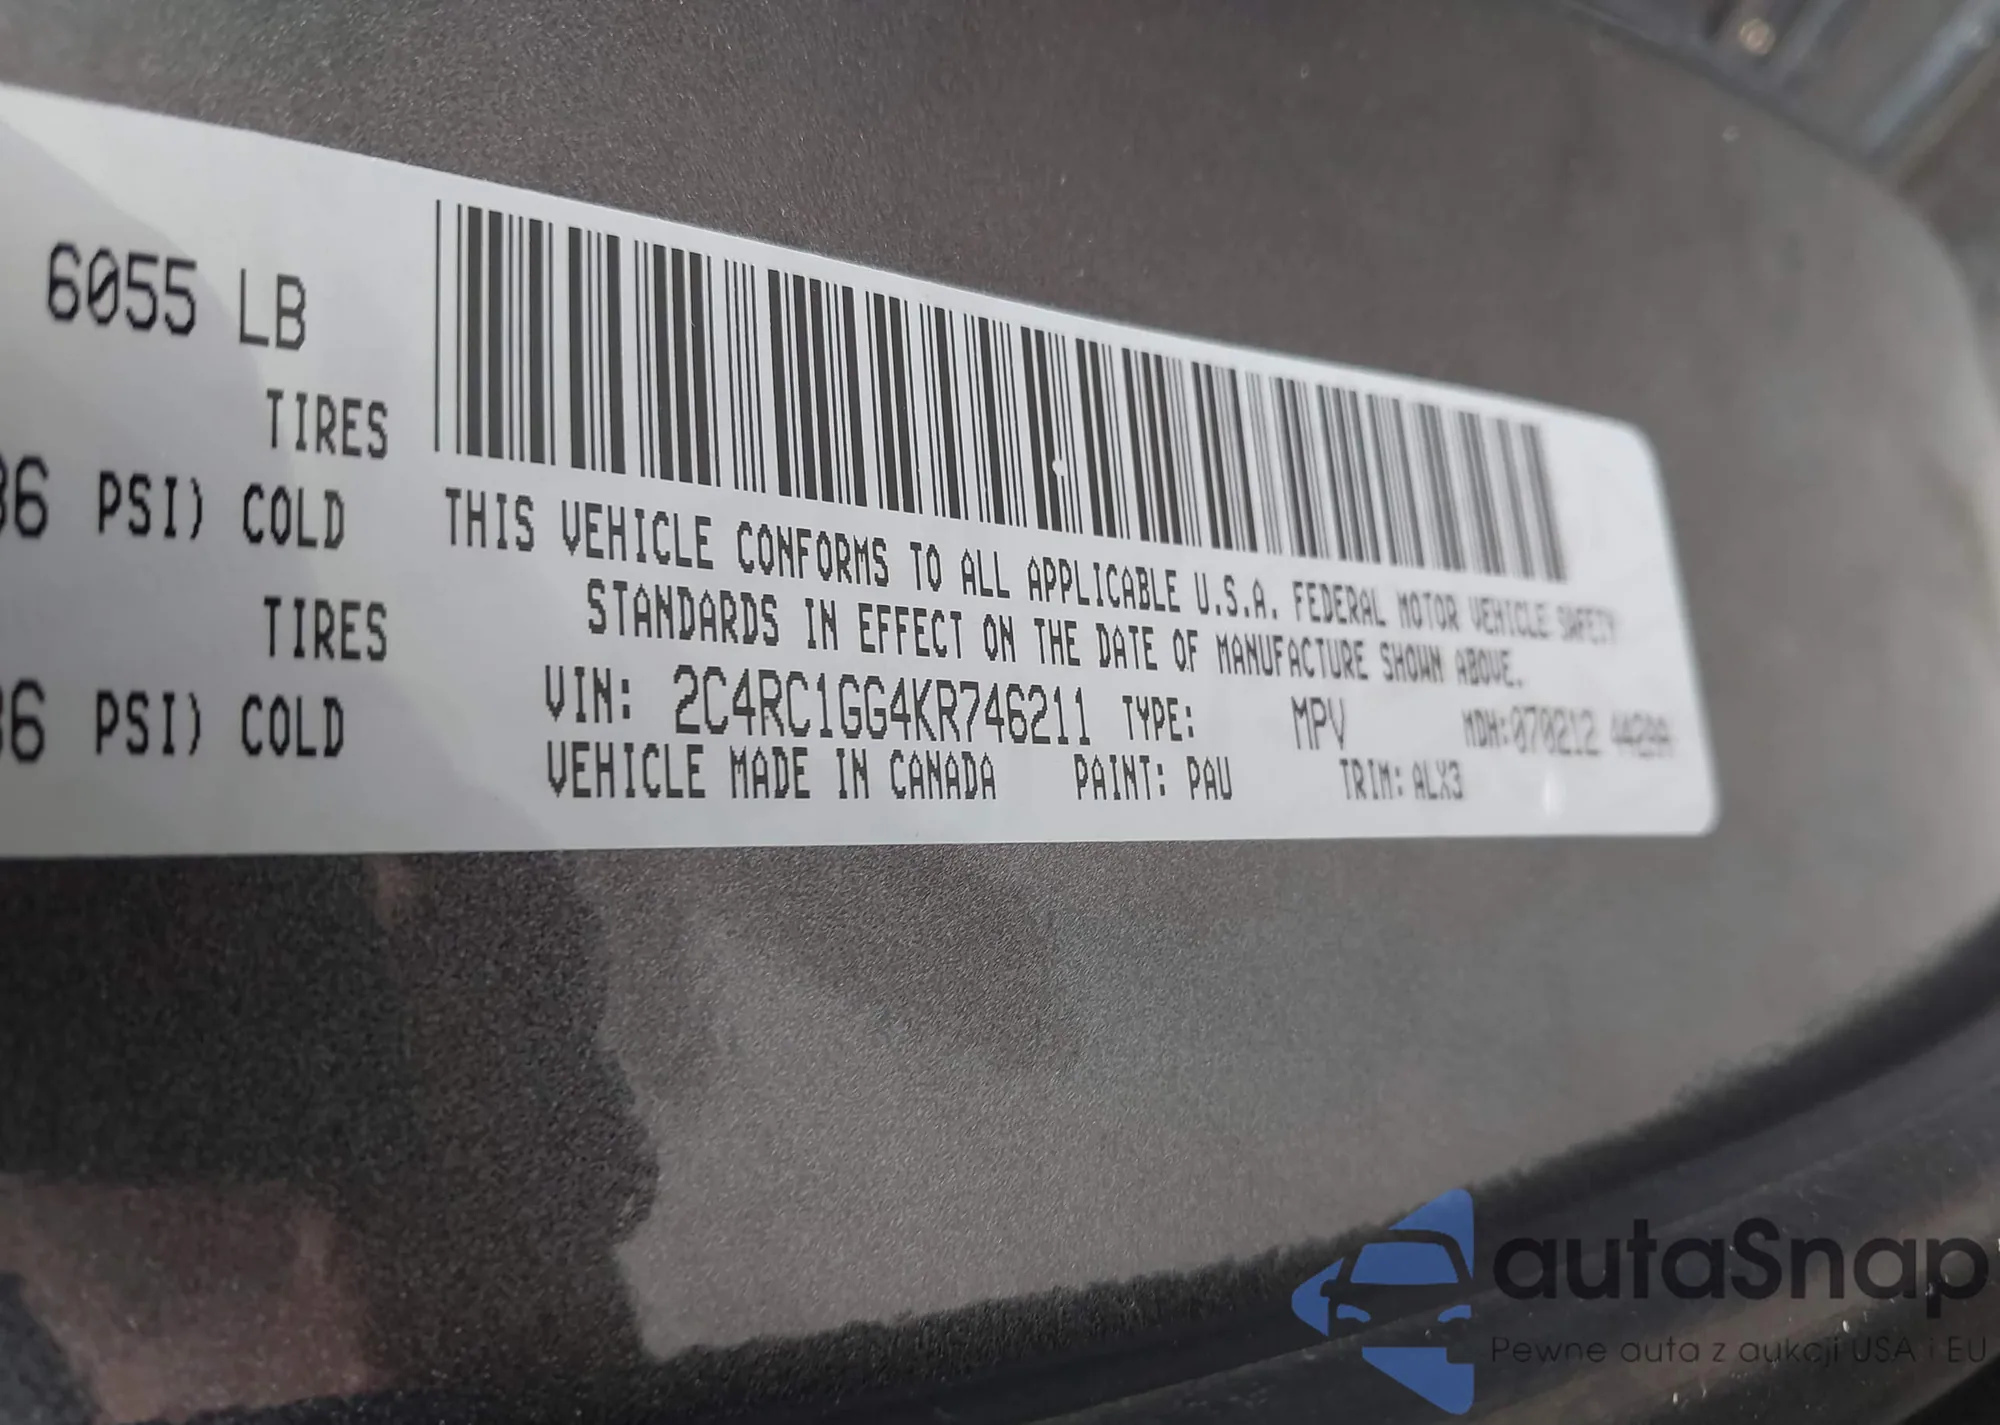 6055 LB
TIRES
36 PSI) COLD
TIRES
36 PSI) COLD
THIS VEHICLE CONFORMS TO ALL APPLICABLE U.S.A. FEDERAL MOTOR VEHICLE SAFETY
STANDARDS IN EFFECT ON THE DATE OF MANUFACTURE SHOWN ABOVE.
VIN: 2C4RC1GG4KR746211 TYPE: MPV MDH:070212
VEHICLE MADE IN CANADA PAINT: PAU TRIM: ALX3
autaSnap
Pewne auta z aukcji USA i EU